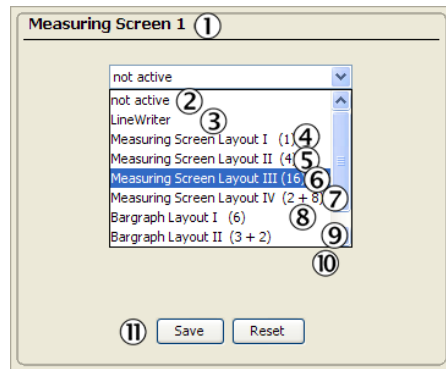 Measuring Screen 1 ①
not active
not active ②
LineWriter ③
Measuring Screen Layout I (1) ④
Measuring Screen Layout II (4) ⑤
Measuring Screen Layout III (16) ⑥
Measuring Screen Layout IV (2 + 8) ⑦
Bargraph Layout I (6) ⑧
Bargraph Layout II (3 + 2) ⑨
⑩
⑪ Save Reset